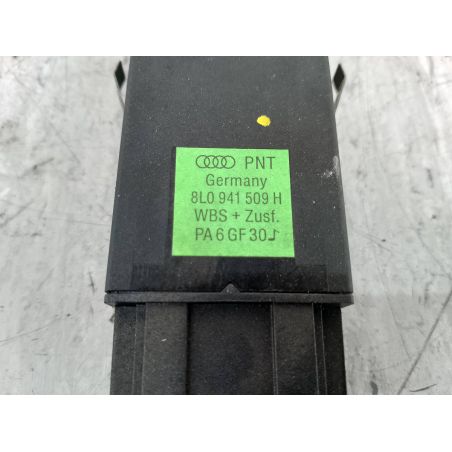 PNT
Germany
8L0 941 509 H
WBS + Zusf.
PA 6 GF 30